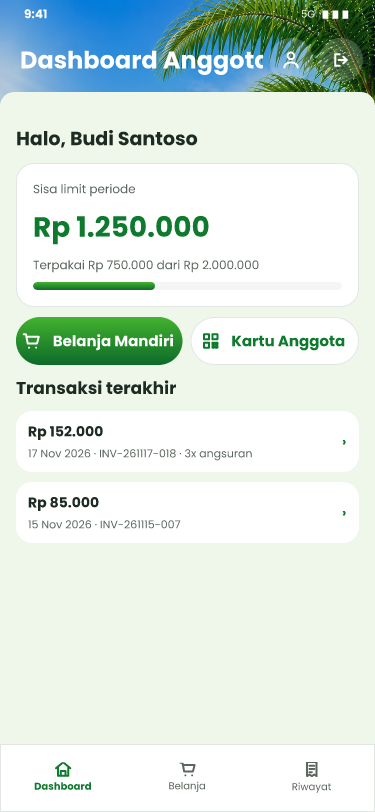 9:41 5G
Dashboard Anggota
Halo, Budi Santoso
Sisa limit periode
Rp 1.250.000
Terpakai Rp 750.000 dari Rp 2.000.000
Belanja Mandiri Kartu Anggota
Transaksi terakhir
Rp 152.000
17 Nov 2026 · INV-261117-018 · 3x angsuran
›
Rp 85.000
15 Nov 2026 · INV-261115-007
›
Dashboard Belanja Riwayat